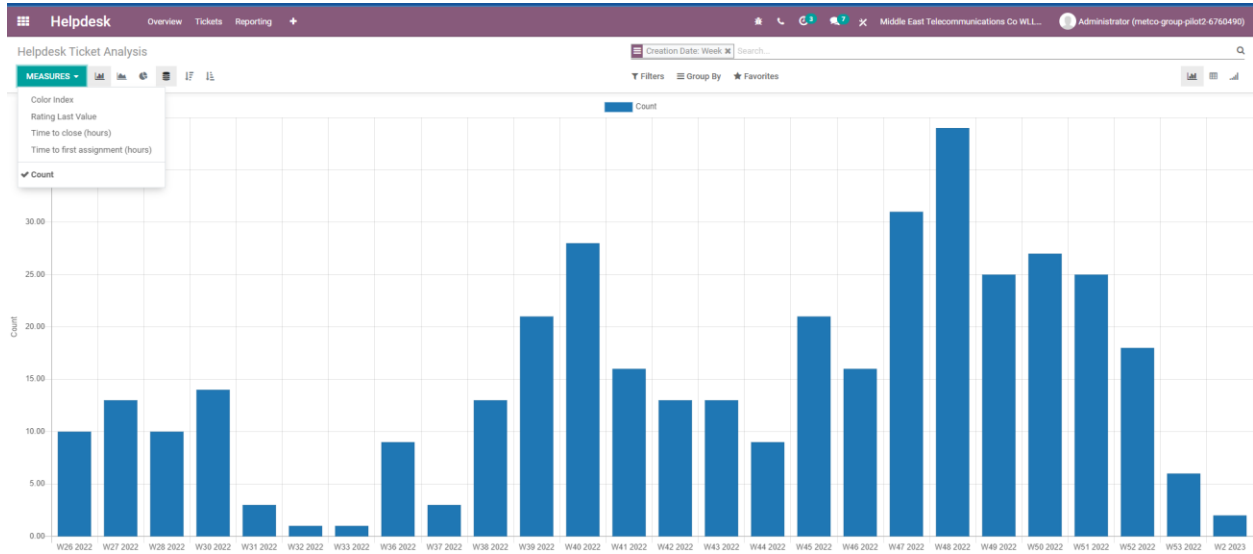 Helpdesk Overview Tickets Reporting + 3 7 Middle East Telecommunications Co WLL... Administrator (metco-group-pilot2-6760490)
Helpdesk Ticket Analysis Creation Date: Week × Search...
MEASURES Filters Group By Favorites
Color Index
Rating Last Value
Time to close (hours)
Time to first assignment (hours)
Count
Count
30.00
25.00
20.00
15.00
10.00
5.00
0.00
Count
W26 2022 W27 2022 W28 2022 W30 2022 W31 2022 W32 2022 W33 2022 W36 2022 W37 2022 W38 2022 W39 2022 W40 2022 W41 2022 W42 2022 W43 2022 W44 2022 W45 2022 W46 2022 W47 2022 W48 2022 W49 2022 W50 2022 W51 2022 W52 2022 W53 2022 W2 2023